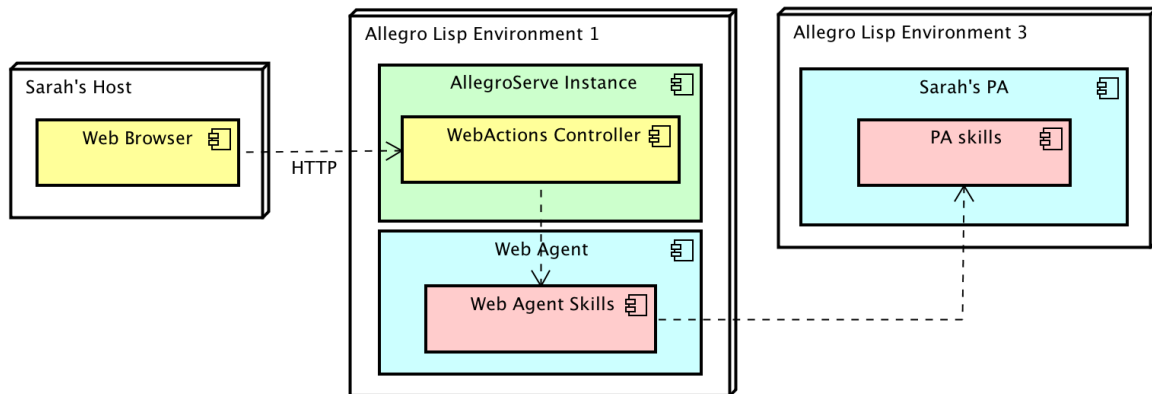 Sarah's Host
Web Browser
HTTP
Allegro Lisp Environment 1
AllegroServe Instance
WebActions Controller
Web Agent
Web Agent Skills
Allegro Lisp Environment 3
Sarah's PA
PA skills